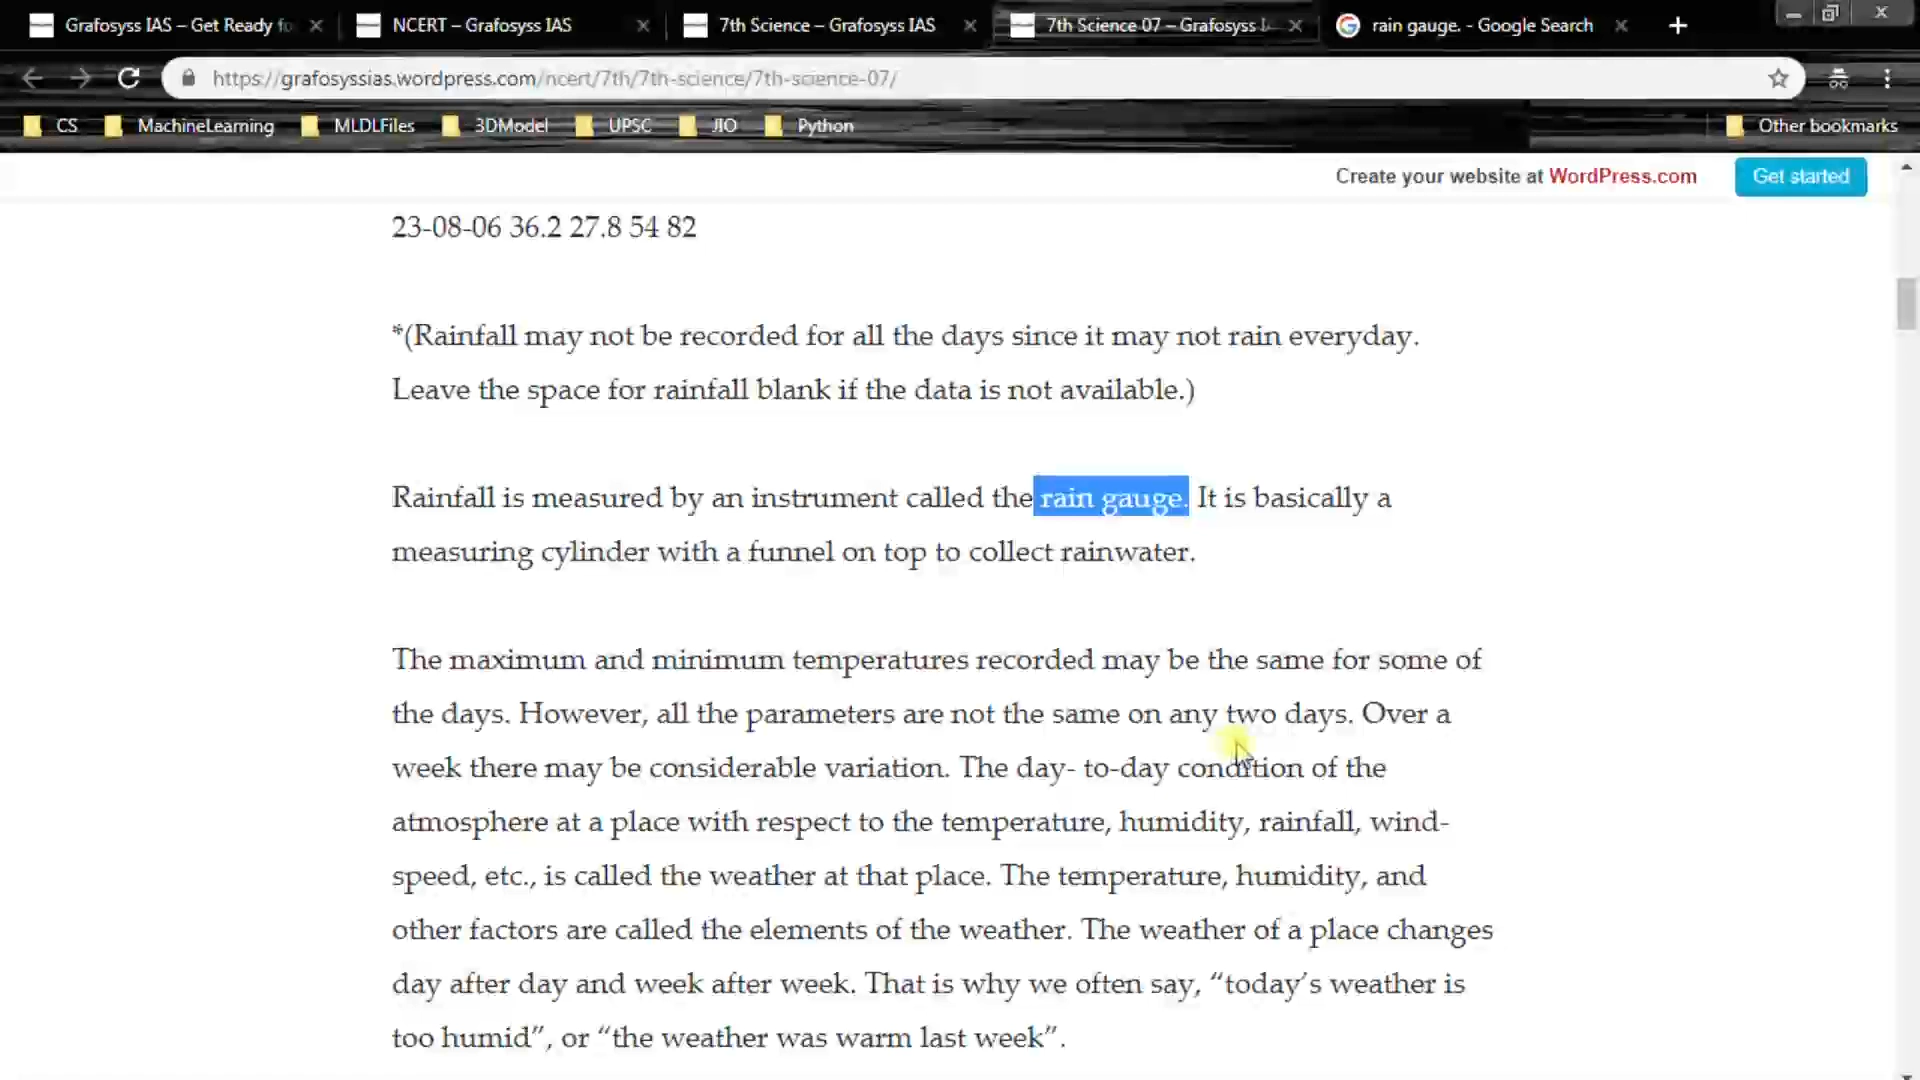 Grafosyss IAS – Get Ready fo
NCERT – Grafosyss IAS
7th Science – Grafosyss IAS
7th Science 07 – Grafosyss I
rain gauge. - Google Search
https://grafosyssias.wordpress.com/ncert/7th/7th-science/7th-science-07/
CS MachineLearning MLDLFiles 3DModel UPSC JIO Python Other bookmarks
Create your website at WordPress.com Get started
23-08-06 36.2 27.8 54 82
*(Rainfall may not be recorded for all the days since it may not rain everyday.
Leave the space for rainfall blank if the data is not available.)
Rainfall is measured by an instrument called the rain gauge. It is basically a
measuring cylinder with a funnel on top to collect rainwater.
The maximum and minimum temperatures recorded may be the same for some of
the days. However, all the parameters are not the same on any two days. Over a
week there may be considerable variation. The day- to-day condition of the
atmosphere at a place with respect to the temperature, humidity, rainfall, wind-
speed, etc., is called the weather at that place. The temperature, humidity, and
other factors are called the elements of the weather. The weather of a place changes
day after day and week after week. That is why we often say, “today’s weather is
too humid”, or “the weather was warm last week”.